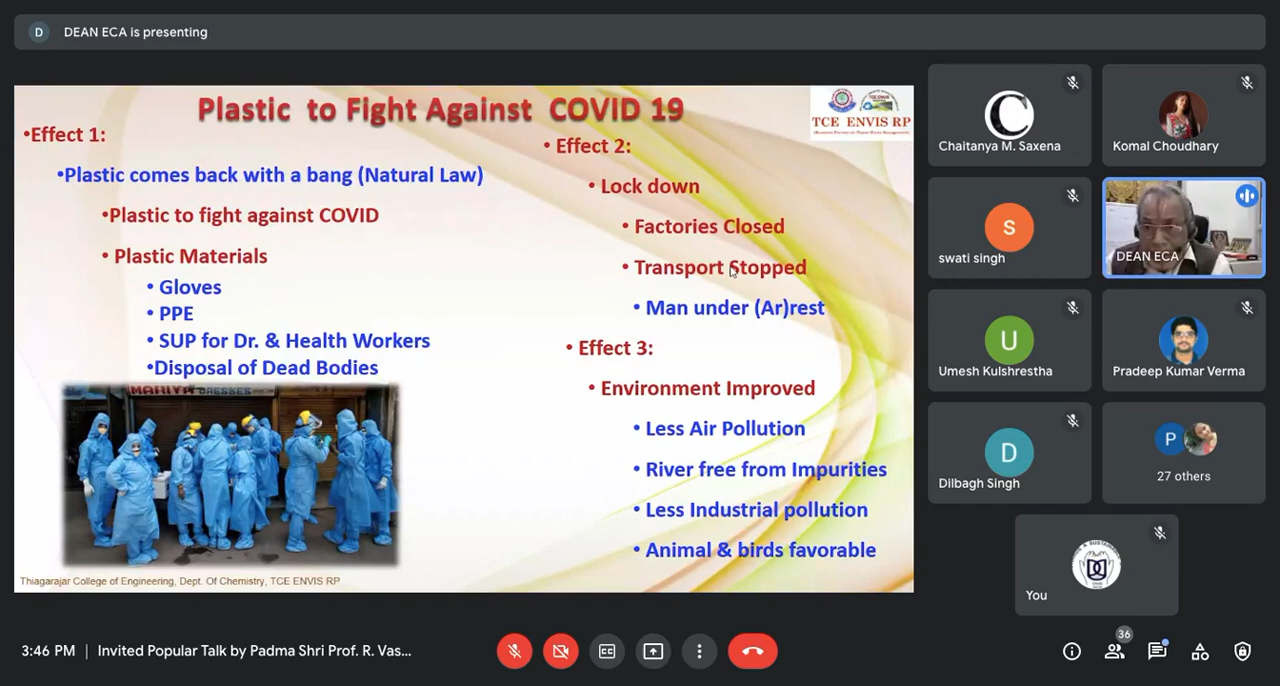 D
DEAN ECA is presenting
Plastic to Fight Against COVID 19
TCE ENVIS RP
•Effect 1:
•Plastic comes back with a bang (Natural Law)
•Plastic to fight against COVID
• Plastic Materials
• Gloves
• PPE
• SUP for Dr. & Health Workers
•Disposal of Dead Bodies
MARIYA DRESSES
Thiagarajar College of Engineering, Dept. Of Chemistry, TCE ENVIS RP
• Effect 2:
• Lock down
• Factories Closed
• Transport Stopped
• Man under (Ar)rest
• Effect 3:
• Environment Improved
• Less Air Pollution
• River free from Impurities
• Less Industrial pollution
• Animal & birds favorable
C
Chaitanya M. Saxena
Komal Choudhary
S
swati singh
DEAN ECA
U
Umesh Kulshrestha
Pradeep Kumar Verma
D
Dilbagh Singh
P
27 others
You
3:46 PM | Invited Popular Talk by Padma Shri Prof. R. Vas...
36